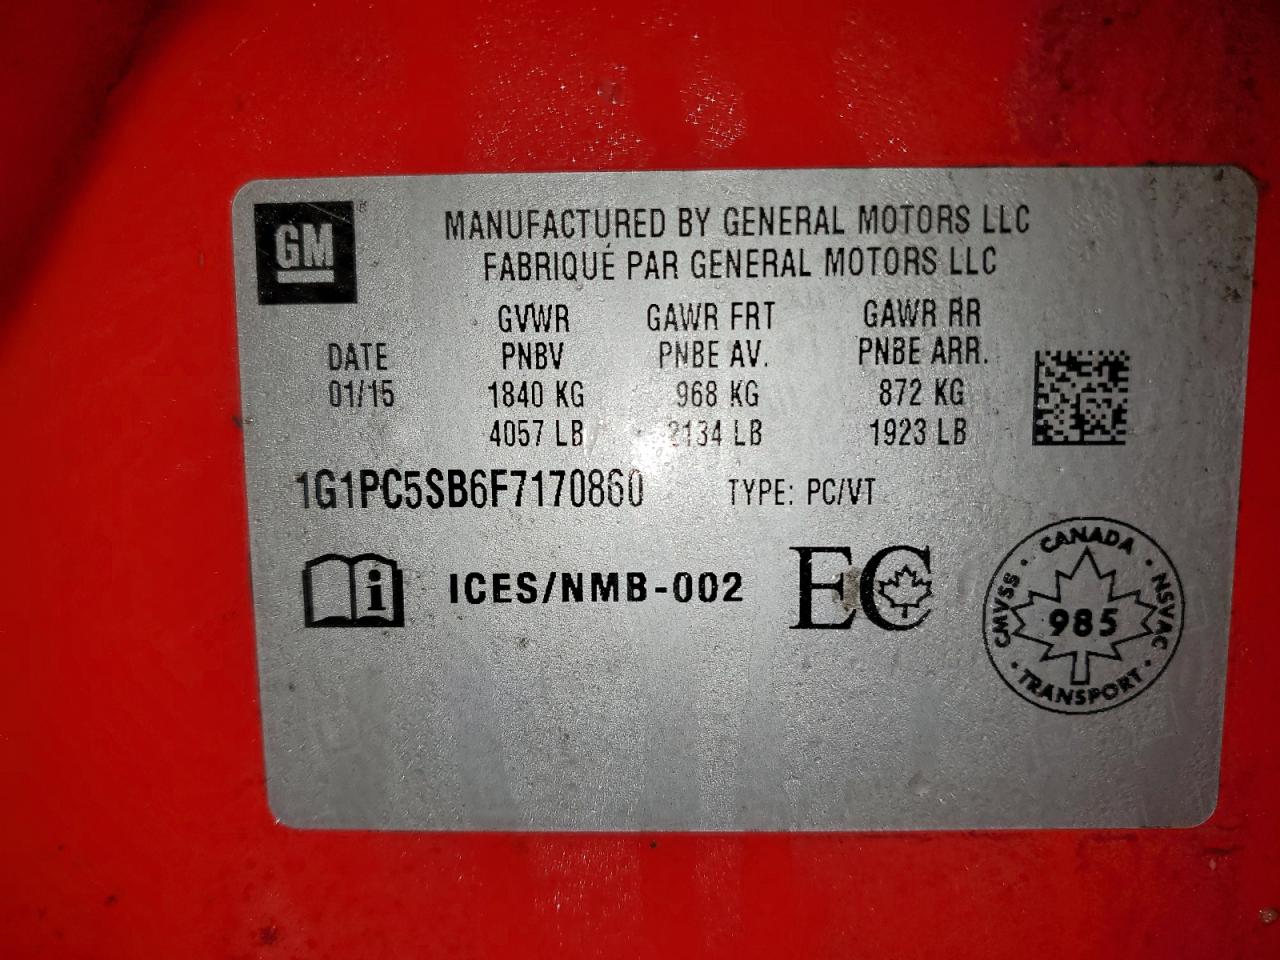 GM®
MANUFACTURED BY GENERAL MOTORS LLC
FABRIQUÉ PAR GENERAL MOTORS LLC
GVWR GAWR FRT GAWR RR
DATE PNBV PNBE AV. PNBE ARR.
01/15 1840 KG 968 KG 872 KG
4057 LB 2134 LB 1923 LB
1G1PC5SB6F7170860 TYPE: PC/VT
i ICES/NMB-002 EC
CANADA
CMVSS 985 NSVAC
TRANSPORT